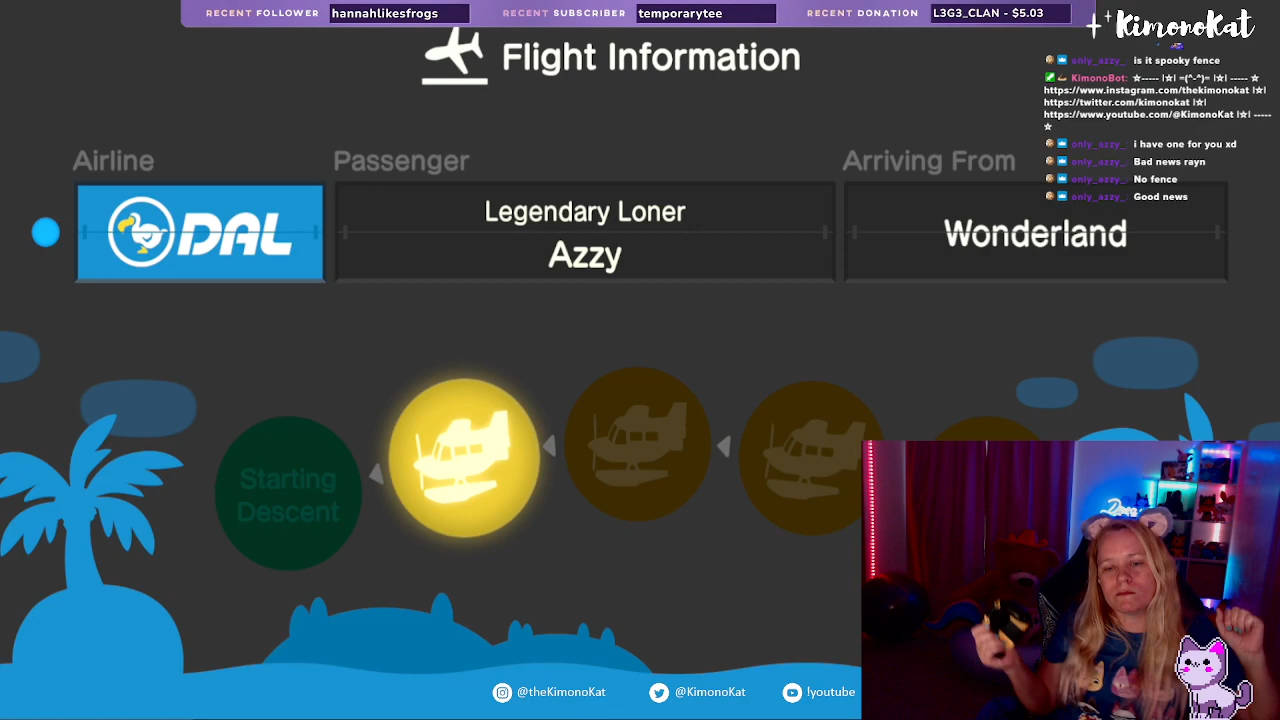 RECENT FOLLOWER hannahlikesfrogs RECENT SUBSCRIBER temporarytee RECENT DONATION L3G3_CLAN - $5.03
KimonoKat
Flight Information
only_azzy_: is it spooky fence
KimonoBot: ☆----- |☆| =(^-^)= |☆| ----- ☆
https://www.instagram.com/thekimonokat |☆|
https://twitter.com/kimonokat |☆|
https://www.youtube.com/@KimonoKat |☆| -----
☆
only_azzy_: i have one for you xd
only_azzy_: Bad news rayn
only_azzy_: No fence
only_azzy_: Good news
Airline Passenger Arriving From
DAL
Legendary Loner
Azzy
Wonderland
Starting
Descent
@theKimonoKat @KimonoKat !youtube